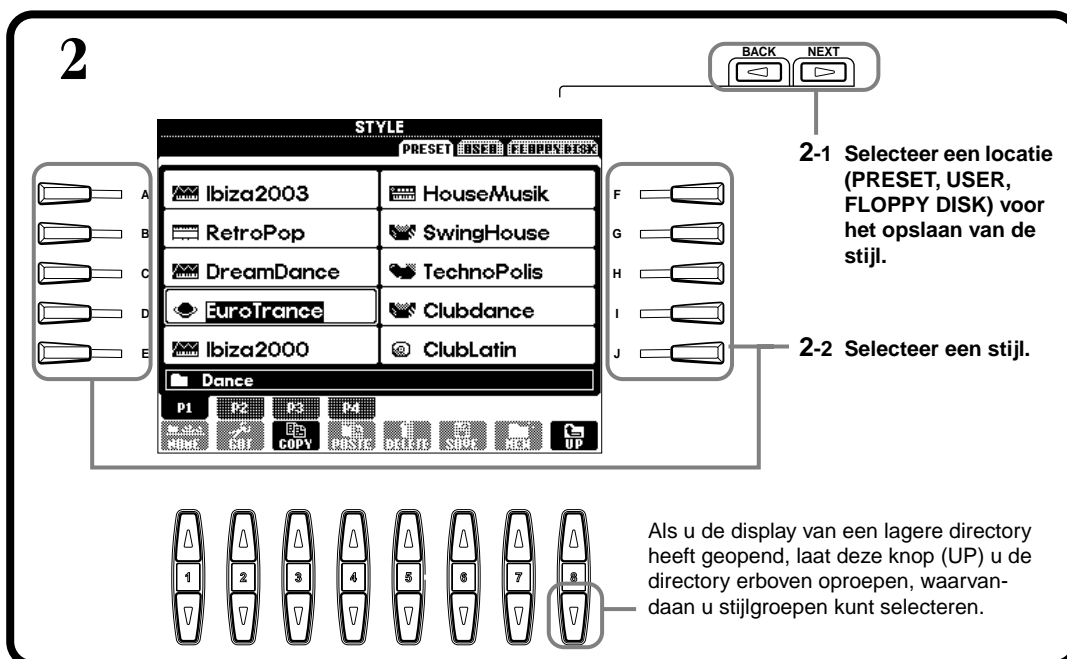 2
BACK NEXT
STYLE
PRESET USER FLOPPY DISK
2-1 Selecteer een locatie
(PRESET, USER,
FLOPPY DISK) voor
het opslaan van de
stijl.
A Ibiza2003 HouseMusik F
B RetroPop SwingHouse G
C DreamDance TechnoPolis H
D EuroTrance Clubdance I
E Ibiza2000 ClubLatin J
2-2 Selecteer een stijl.
Dance
P1 P2 P3 P4
NAME CUT COPY PASTE DELETE SAVE NEW UP
1 2 3 4 5 6 7 8
Als u de display van een lagere directory
heeft geopend, laat deze knop (UP) u de
directory erboven oproepen, waarvan-
daan u stijlgroepen kunt selecteren.